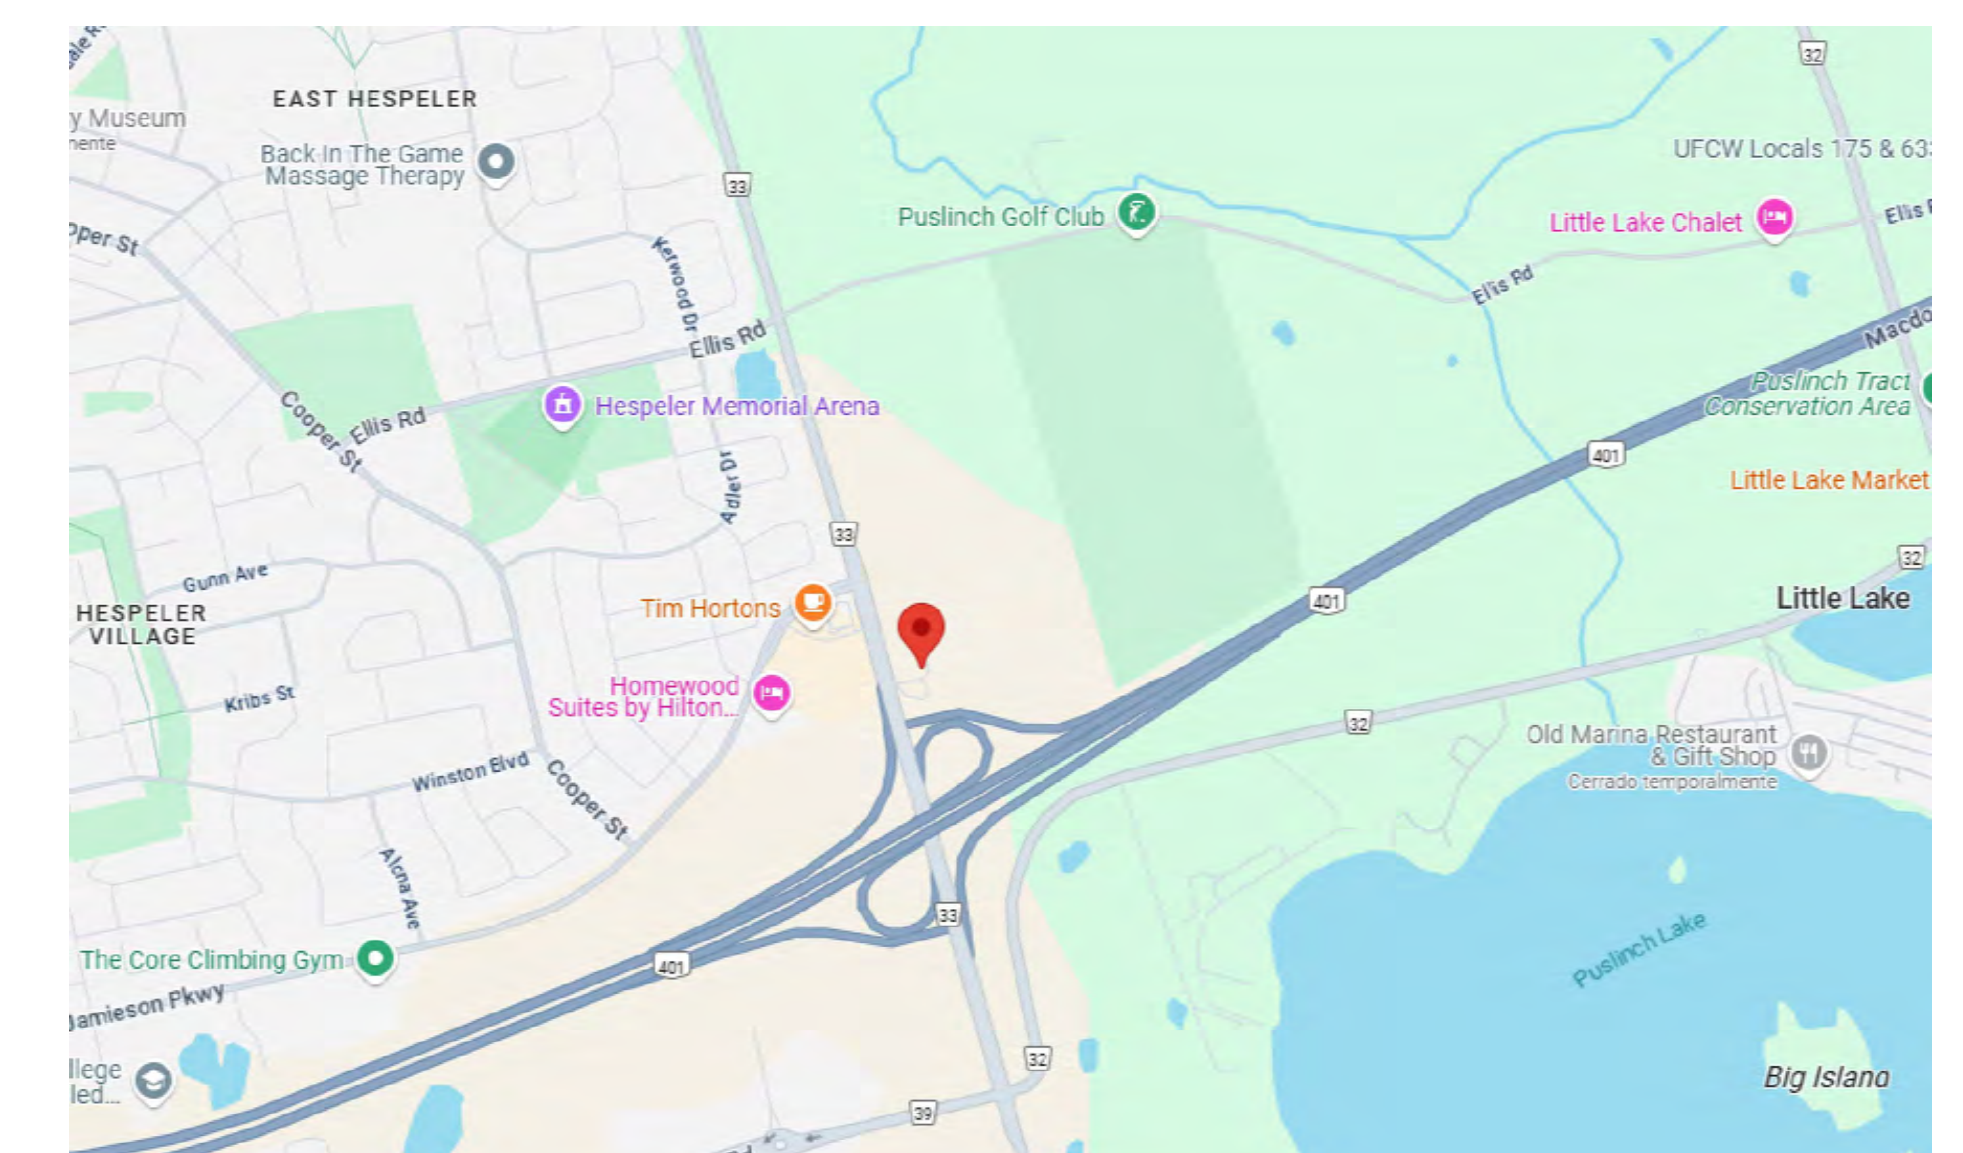 32
EAST HESPELER
y Museum
Back In The Game
Massage Therapy
UFCW Locals 175 & 63
33
Puslinch Golf Club
Little Lake Chalet
Ellis
pper St
Kerwood Dr
Ellis Rd
Ellis Rd
Macdo
Puslinch Tract
Conservation Area
Hespeler Memorial Arena
Cooper St
Ellis Rd
401
Little Lake Market
Adler Dr
33
32
Gunn Ave
HESPELER
VILLAGE
Tim Hortons
401
Little Lake
Kribs St
Homewood
Suites by Hilton...
32
Old Marina Restaurant
& Gift Shop
Cerrado temporalmente
Winston Blvd
Cooper St
Alcna Ave
33
Puslinch Lake
The Core Climbing Gym
401
Jamieson Pkwy
32
llege
led...
Big Island
39